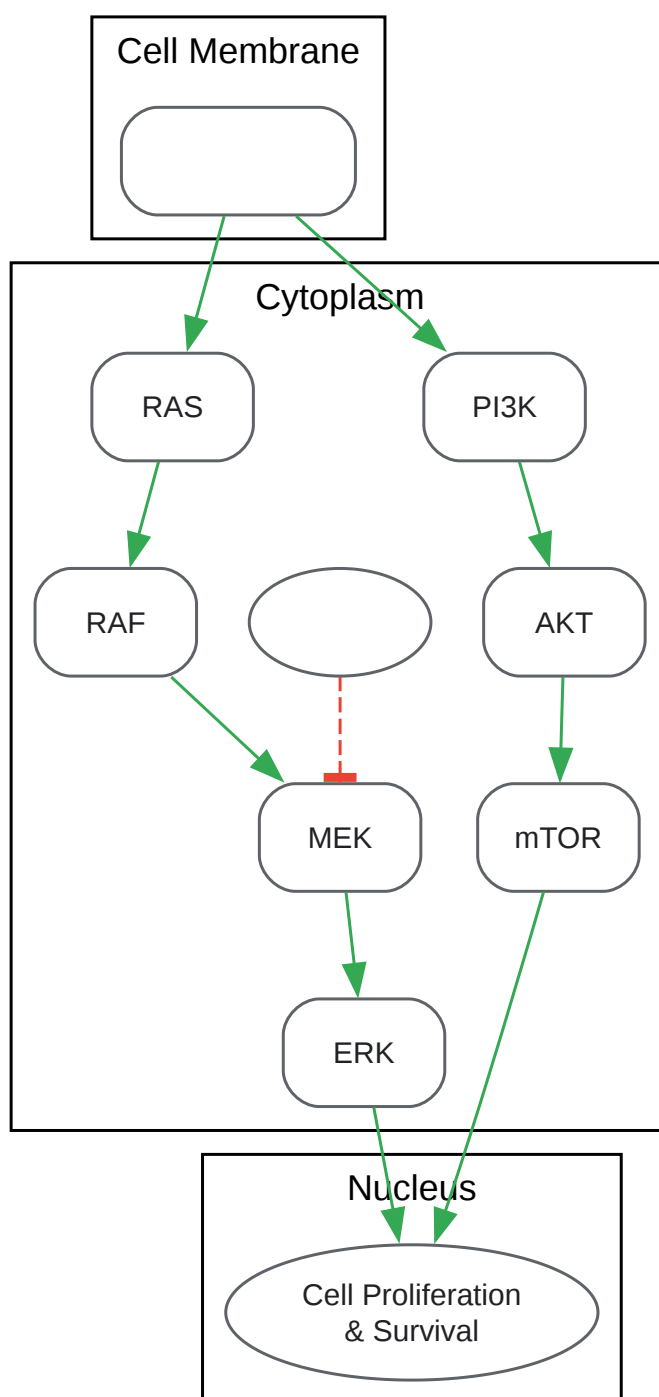 Cell Membrane
Cytoplasm
RAS
PI3K
RAF
AKT
MEK
mTOR
ERK
Nucleus
Cell Proliferation
& Survival